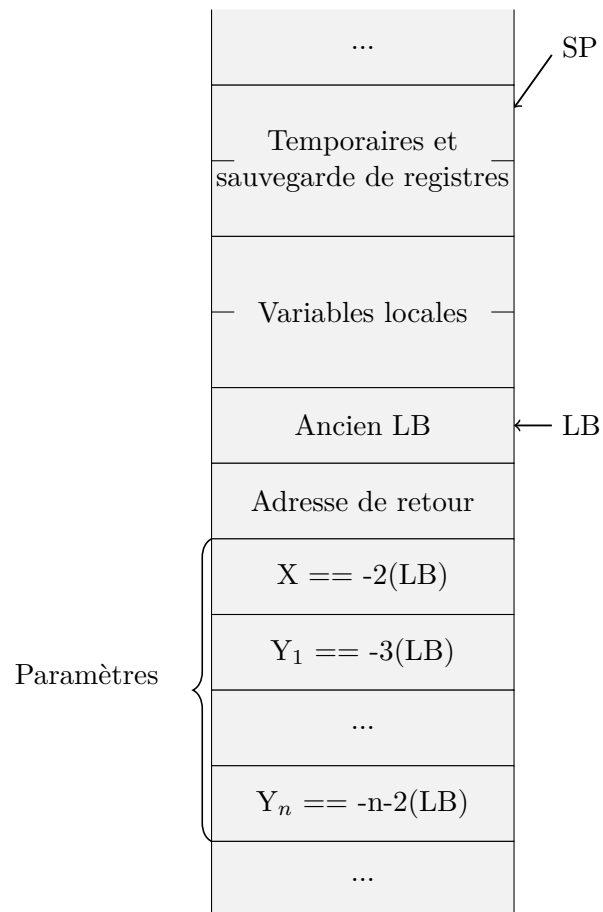 ...
SP
Temporaires et
sauvegarde de registres
Variables locales
Ancien LB
LB
Adresse de retour
X == -2(LB)
Y₁ == -3(LB)
Paramètres
...
Yₙ == -n-2(LB)
...